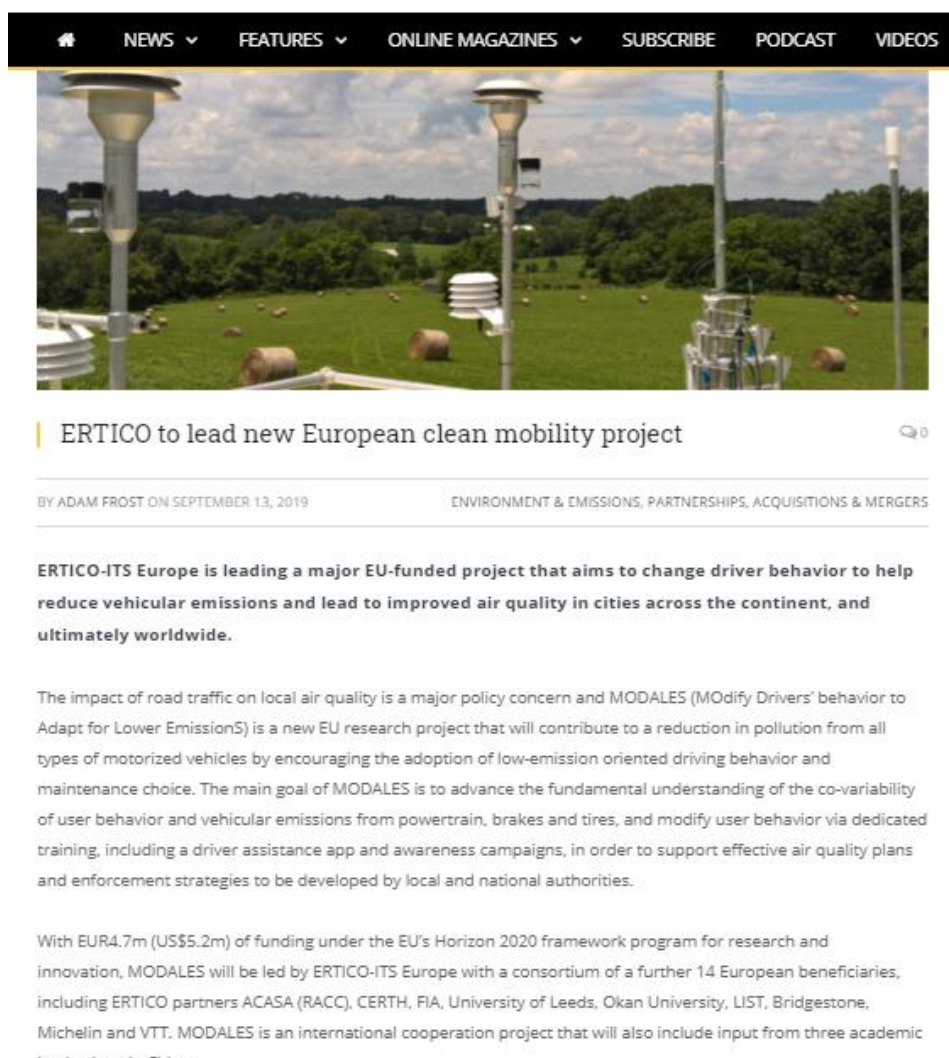 NEWS FEATURES ONLINE MAGAZINES SUBSCRIBE PODCAST VIDEOS
ERTICO to lead new European clean mobility project 0
BY ADAM FROST ON SEPTEMBER 13, 2019 ENVIRONMENT & EMISSIONS, PARTNERSHIPS, ACQUISITIONS & MERGERS
ERTICO-ITS Europe is leading a major EU-funded project that aims to change driver behavior to help
reduce vehicular emissions and lead to improved air quality in cities across the continent, and
ultimately worldwide.
The impact of road traffic on local air quality is a major policy concern and MODALES (MOdify Drivers’ behavior to
Adapt for Lower EmissionS) is a new EU research project that will contribute to a reduction in pollution from all
types of motorized vehicles by encouraging the adoption of low-emission oriented driving behavior and
maintenance choice. The main goal of MODALES is to advance the fundamental understanding of the co-variability
of user behavior and vehicular emissions from powertrain, brakes and tires, and modify user behavior via dedicated
training, including a driver assistance app and awareness campaigns, in order to support effective air quality plans
and enforcement strategies to be developed by local and national authorities.
With EUR4.7m (US$5.2m) of funding under the EU’s Horizon 2020 framework program for research and
innovation, MODALES will be led by ERTICO-ITS Europe with a consortium of a further 14 European beneficiaries,
including ERTICO partners ACASA (RACC), CERTH, FIA, University of Leeds, Okan University, LIST, Bridgestone,
Michelin and VTT. MODALES is an international cooperation project that will also include input from three academic